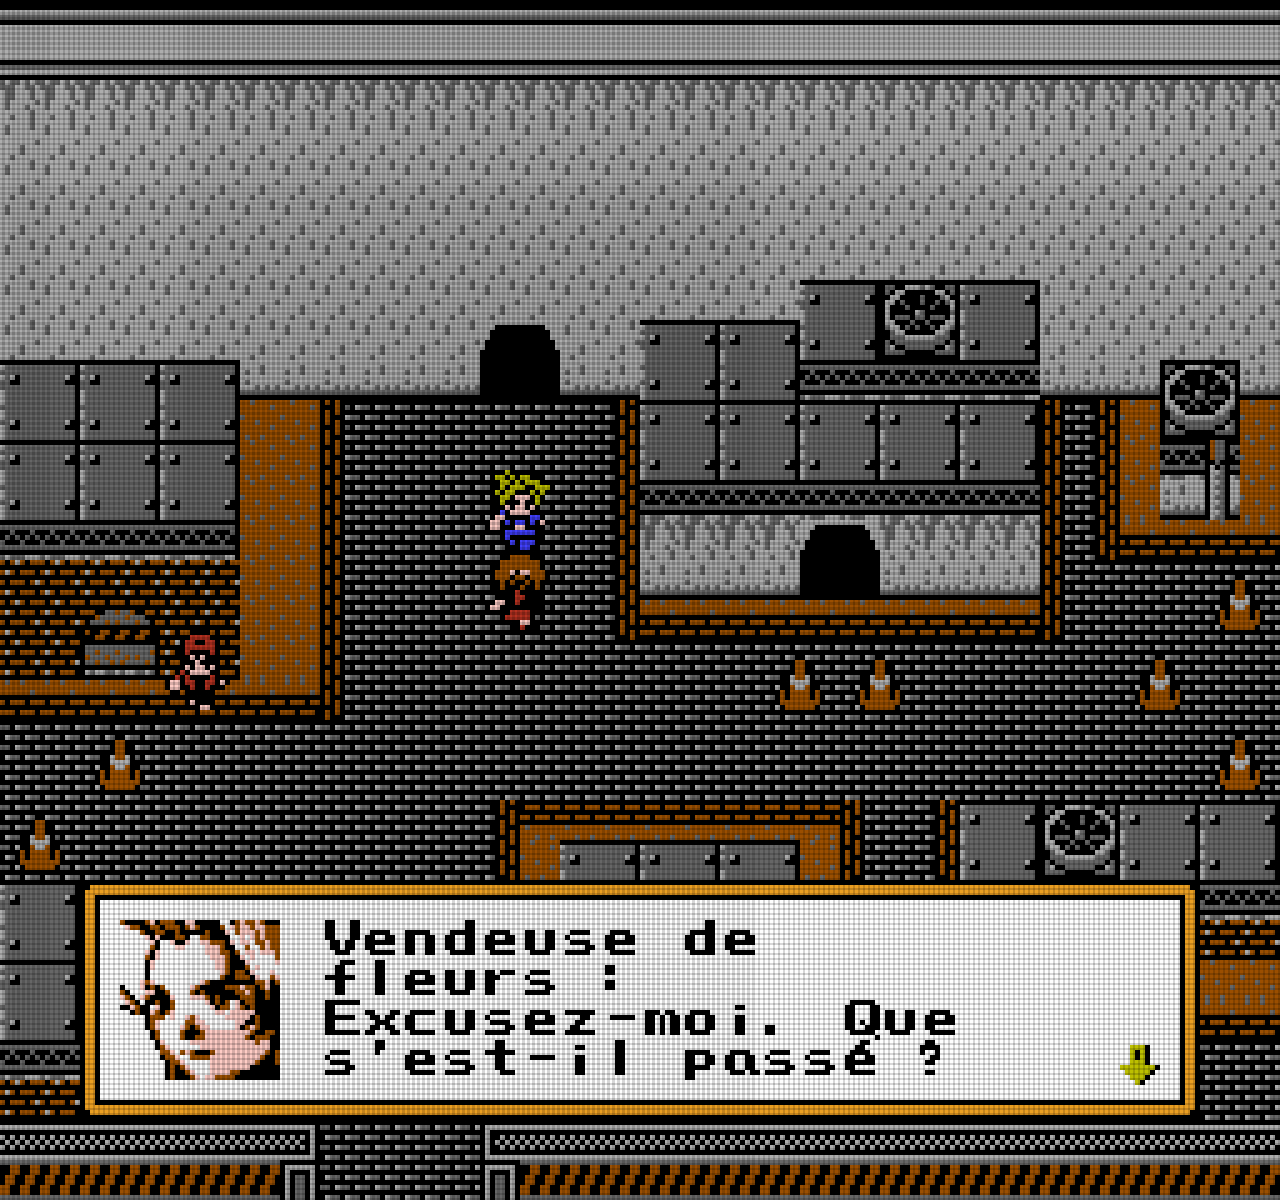 Vendeuse de
fleurs :
Excusez-moi. Que
s'est-il passé ?